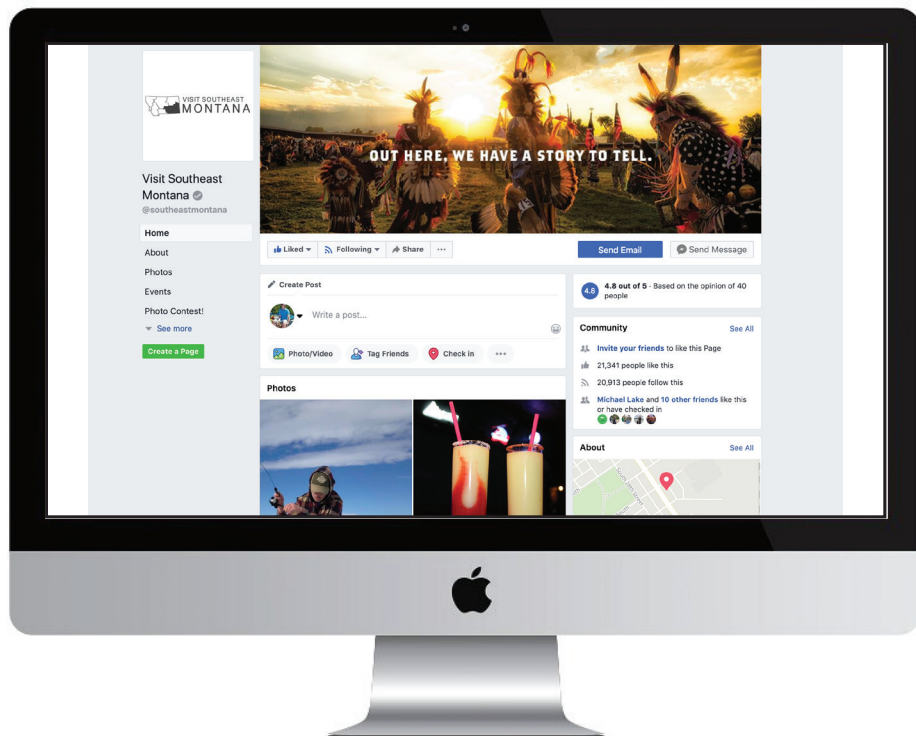 VISIT SOUTHEAST
MONTANA
Visit Southeast
Montana
@southeastmontana
Home
About
Photos
Events
Photo Contest!
See more
Create a Page
OUT HERE, WE HAVE A STORY TO TELL.
Liked
Following
Share
Send Email
Send Message
Create Post
Write a post...
Photo/Video
Tag Friends
Check in
Photos
4.8
4.8 out of 5 · Based on the opinion of 40
people
Community
See All
Invite your friends to like this Page
21,341 people like this
20,913 people follow this
Michael Lake and 10 other friends like this
or have checked in
About
See All
South 29th Street